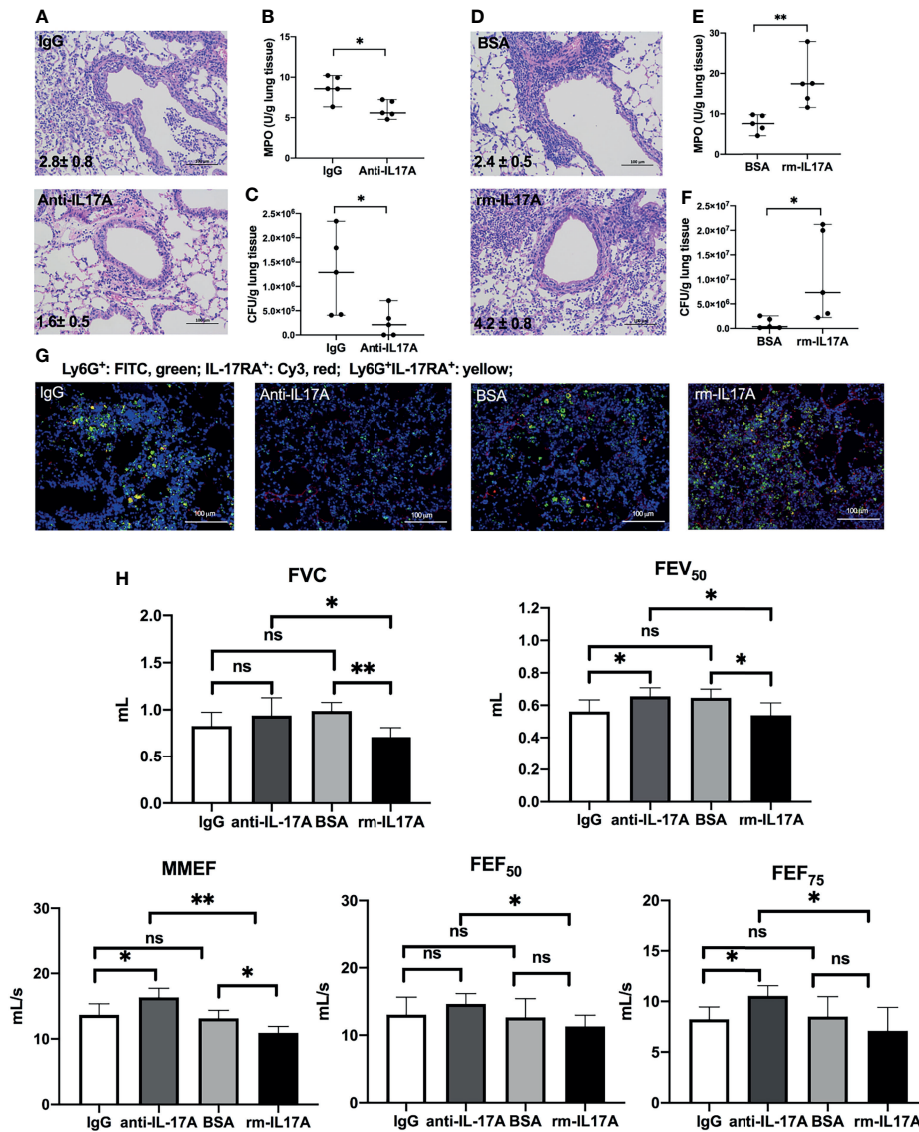 A
IgG
2.8± 0.8
100 μm
Anti-IL17A
1.6± 0.5
100 μm
B
MPO (U/g lung tissue)
15
10
5
0
*
IgG Anti-IL17A
C
CFU/g lung tissue
2.5×10⁶
2.0×10⁶
1.5×10⁶
1.0×10⁶
5.0×10⁵
0.0
*
IgG Anti-IL17A
D
BSA
2.4 ± 0.5
100 μm
rm-IL17A
4.2 ± 0.8
100 μm
E
MPO (U/g lung tissue)
30
20
10
0
**
BSA rm-IL17A
F
CFU/g lung tissue
2.5×10⁷
2.0×10⁷
1.5×10⁷
1.0×10⁷
5.0×10⁶
0.0
*
BSA rm-IL17A
G
Ly6G⁺: FITC, green; IL-17RA⁺: Cy3, red; Ly6G⁺IL-17RA⁺: yellow;
IgG
100 μm
Anti-IL17A
100 μm
BSA
100 μm
rm-IL17A
100 μm
H
FVC
mL
2.0
1.5
1.0
0.5
0.0
*
ns
ns
**
IgG anti-IL-17A BSA rm-IL17A
FEV₅₀
mL
1.2
1.0
0.8
0.6
0.4
0.2
0.0
*
ns
*
*
IgG anti-IL-17A BSA rm-IL17A
MMEF
mL/s
30
20
10
0
**
ns
*
*
IgG anti-IL-17A BSA rm-IL17A
FEF₅₀
mL/s
30
20
10
0
*
ns
ns
ns
IgG anti-IL-17A BSA rm-IL17A
FEF₇₅
mL/s
20
15
10
5
0
*
ns
*
ns
IgG anti-IL-17A BSA rm-IL17A